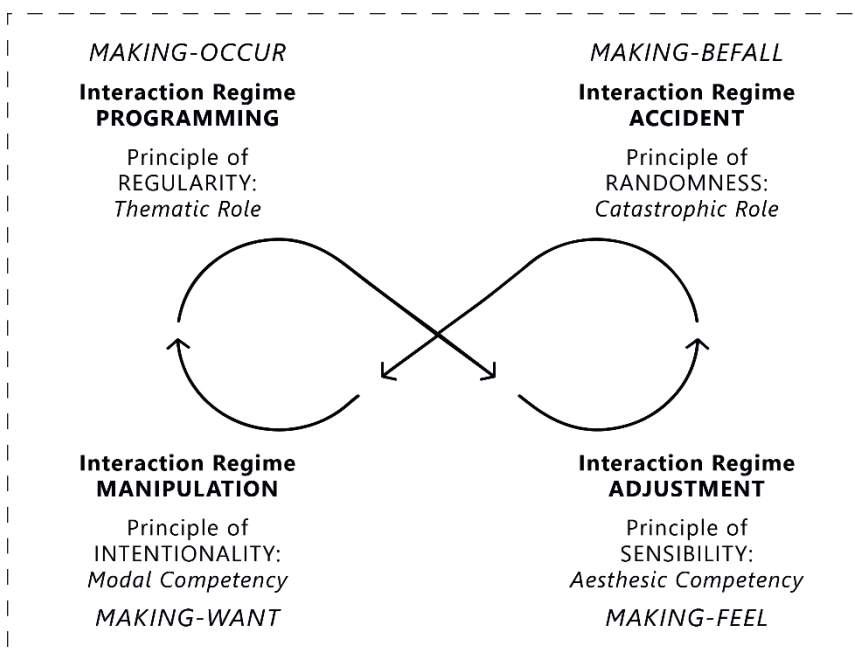 MAKING-OCCUR
Interaction Regime
PROGRAMMING
Principle of
REGULARITY:
Thematic Role
MAKING-BEFALL
Interaction Regime
ACCIDENT
Principle of
RANDOMNESS:
Catastrophic Role
Interaction Regime
MANIPULATION
Principle of
INTENTIONALITY:
Modal Competency
MAKING-WANT
Interaction Regime
ADJUSTMENT
Principle of
SENSIBILITY:
Aesthesic Competency
MAKING-FEEL